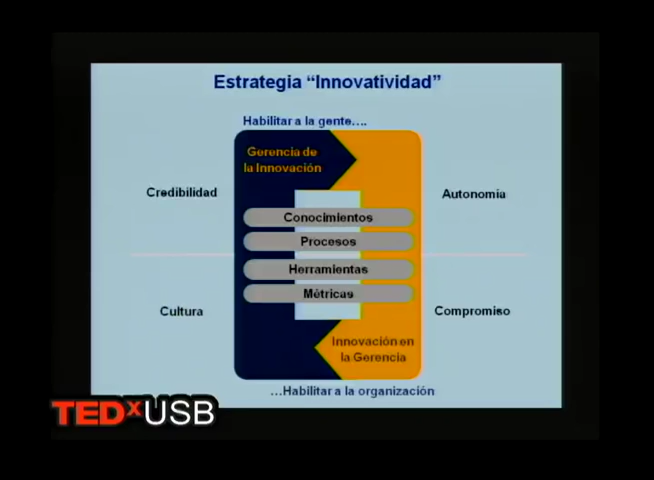 Estrategia “Innovatividad”
Habilitar a la gente….
Gerencia de
la Innovación
Credibilidad
Autonomía
Conocimientos
Procesos
Herramientas
Métricas
Cultura
Compromiso
Innovación en
la Gerencia
…Habilitar a la organización
TEDxUSB